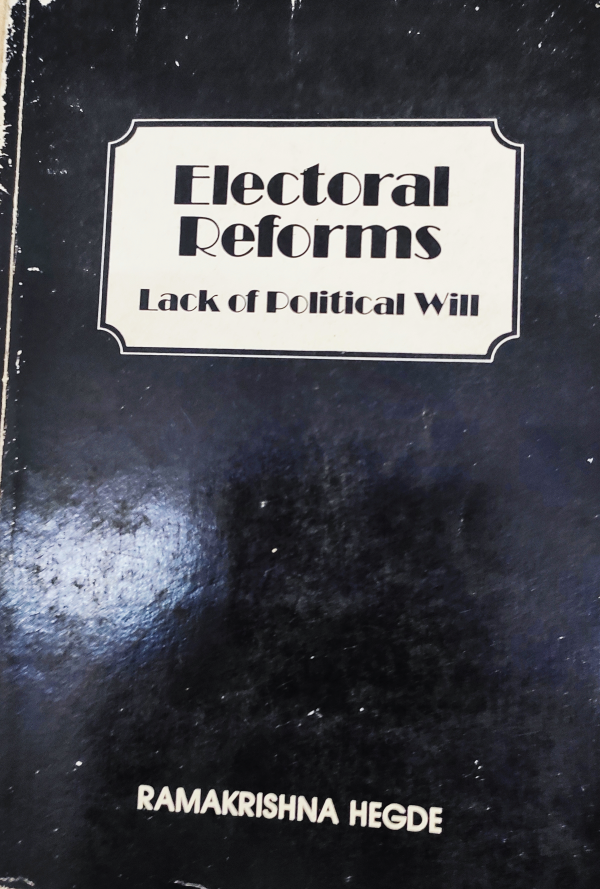 Electoral
Reforms
Lack of Political Will
RAMAKRISHNA HEGDE